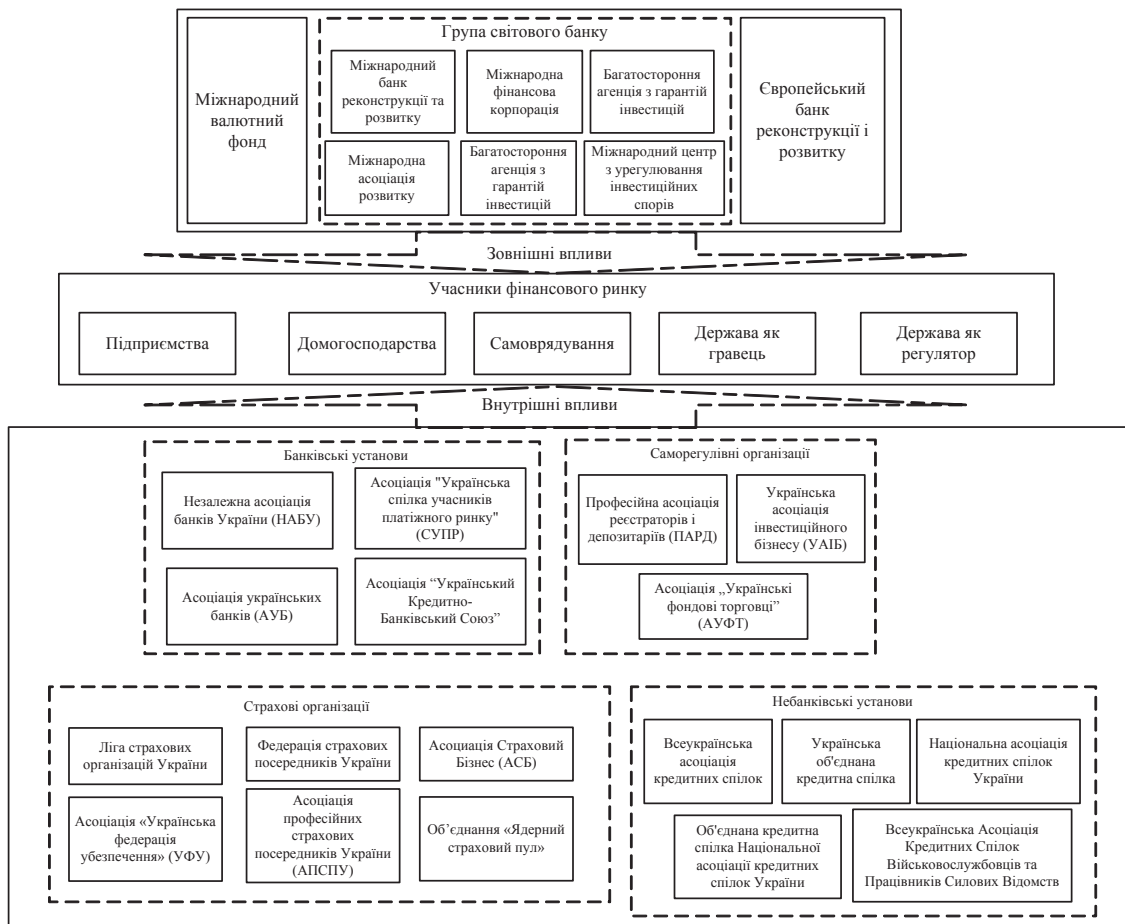 Група світового банку
Міжнародний
валютний
фонд
Міжнародний
банк
реконструкції та
розвитку
Міжнародна
фінансова
корпорація
Багатостороння
агенція з гарантій
інвестицій
Міжнародна
асоціація
розвитку
Багатостороння
агенція з
гарантій
інвестицій
Міжнародний центр
з урегулювання
інвестиційних
спорів
Європейський
банк
реконструкції і
розвитку
Зовнішні впливи
Учасники фінансового ринку
Підприємства
Домогосподарства
Самоврядування
Держава як
гравець
Держава як
регулятор
Внутрішні впливи
Банківські установи
Незалежна асоціація
банків України (НАБУ)
Асоціація "Українська
спілка учасників
платіжного ринку"
(СУПР)
Асоціація українських
банків (АУБ)
Асоціація “Український
Кредитно-
Банківський Союз”
Саморегулівні організації
Професійна асоціація
реєстраторів і
депозитаріїв (ПАРД)
Українська
асоціація
інвестиційного
бізнесу (УАІБ)
Асоціація „Українські
фондові торговці”
(АУФТ)
Страхові організації
Ліга страхових
організацій України
Федерація страхових
посередників України
Асоциація Страховий
Бізнес (АСБ)
Асоціація «Українська
федерація
убезпечення» (УФУ)
Асоціація
професійних
страхових
посередників України
(АПСПУ)
Об’єднання «Ядерний
страховий пул»
Небанківські установи
Всеукраїнська
асоціація
кредитних спілок
Українська
об'єднана
кредитна спілка
Національна асоціація
кредитних спілок
України
Об'єднана кредитна
спілка Національної
асоціації кредитних
спілок України
Всеукраїнська Асоціація
Кредитних Спілок
Військовослужбовців та
Працівників Силових Відомств